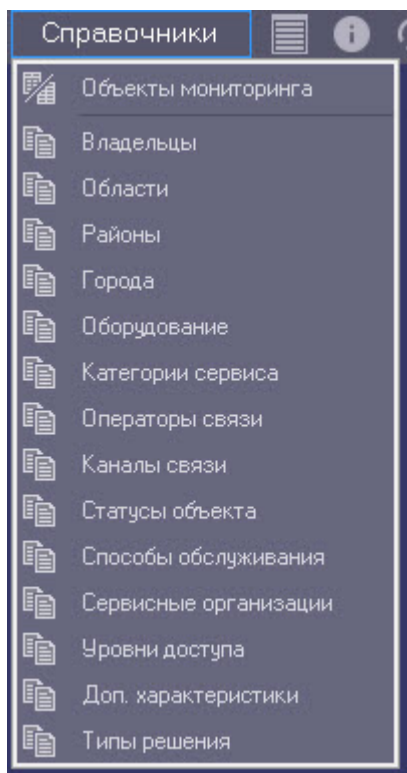 Справочники
Объекты мониторинга
Владельцы
Области
Районы
Города
Оборудование
Категории сервиса
Операторы связи
Каналы связи
Статусы объекта
Способы обслуживания
Сервисные организации
Уровни доступа
Доп. характеристики
Типы решения